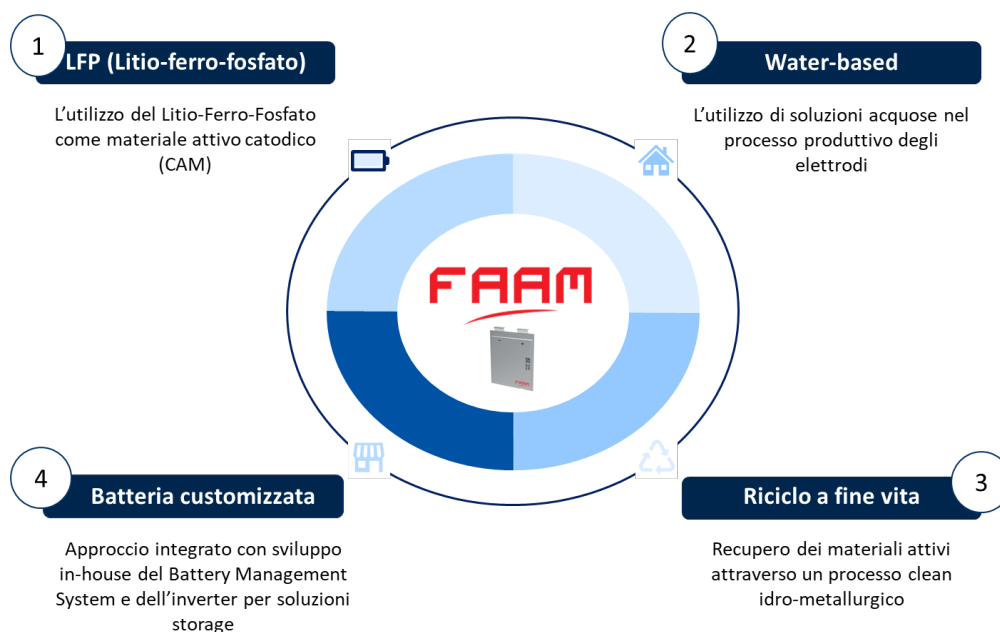 1
LFP (Litio-ferro-fosfato)
L’utilizzo del Litio-Ferro-Fosfato
come materiale attivo catodico
(CAM)
2
Water-based
L’utilizzo di soluzioni acquose nel
processo produttivo degli
elettrodi
FAAM
FAAM
4
Batteria customizzata
Approccio integrato con sviluppo
in-house del Battery Management
System e dell’inverter per soluzioni
storage
3
Riciclo a fine vita
Recupero dei materiali attivi
attraverso un processo clean
idro-metallurgico